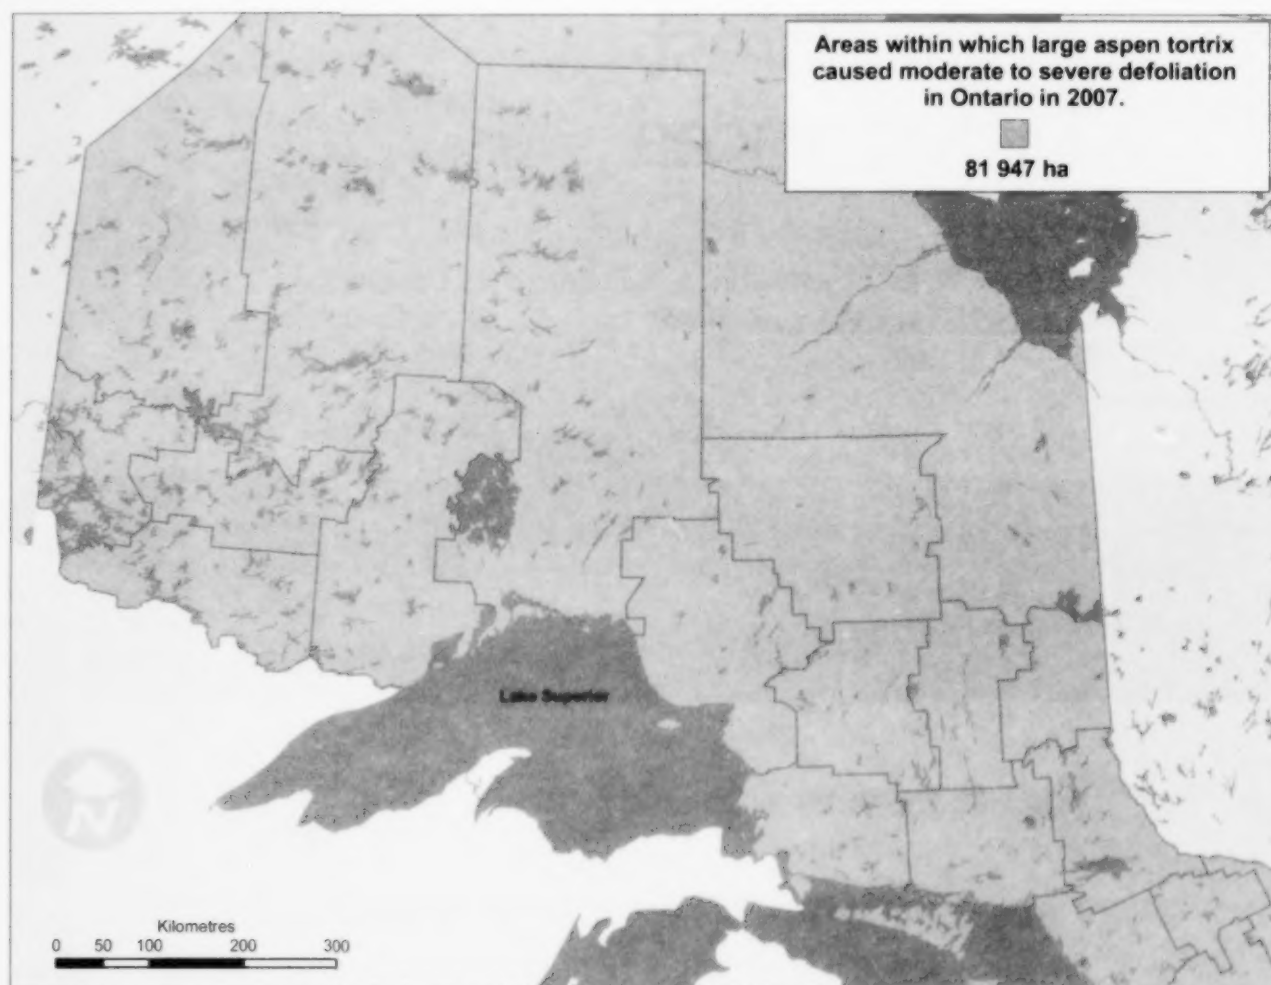 Areas within which large aspen tortrix
caused moderate to severe defoliation
in Ontario in 2007.
81 947 ha
Lake Superior
N
Kilometres
0 50 100 200 300